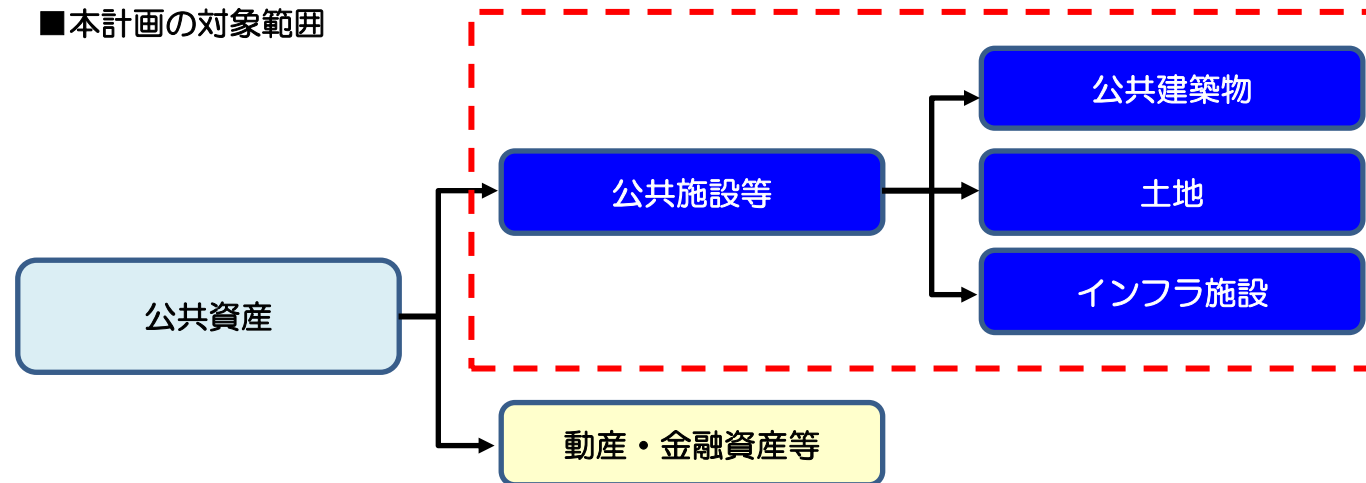 ■本計画の対象範囲
公共建築物
公共施設等
土地
インフラ施設
公共資産
動産・金融資産等